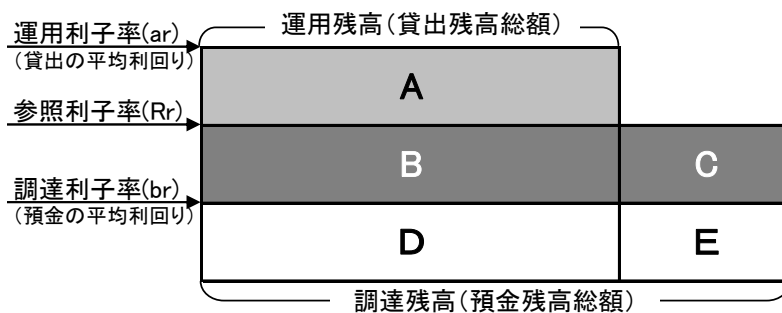 運用残高(貸出残高総額)
運用利子率(ar)
(貸出の平均利回り)
A
参照利子率(Rr)
B
C
調達利子率(br)
(預金の平均利回り)
D
E
調達残高(預金残高総額)